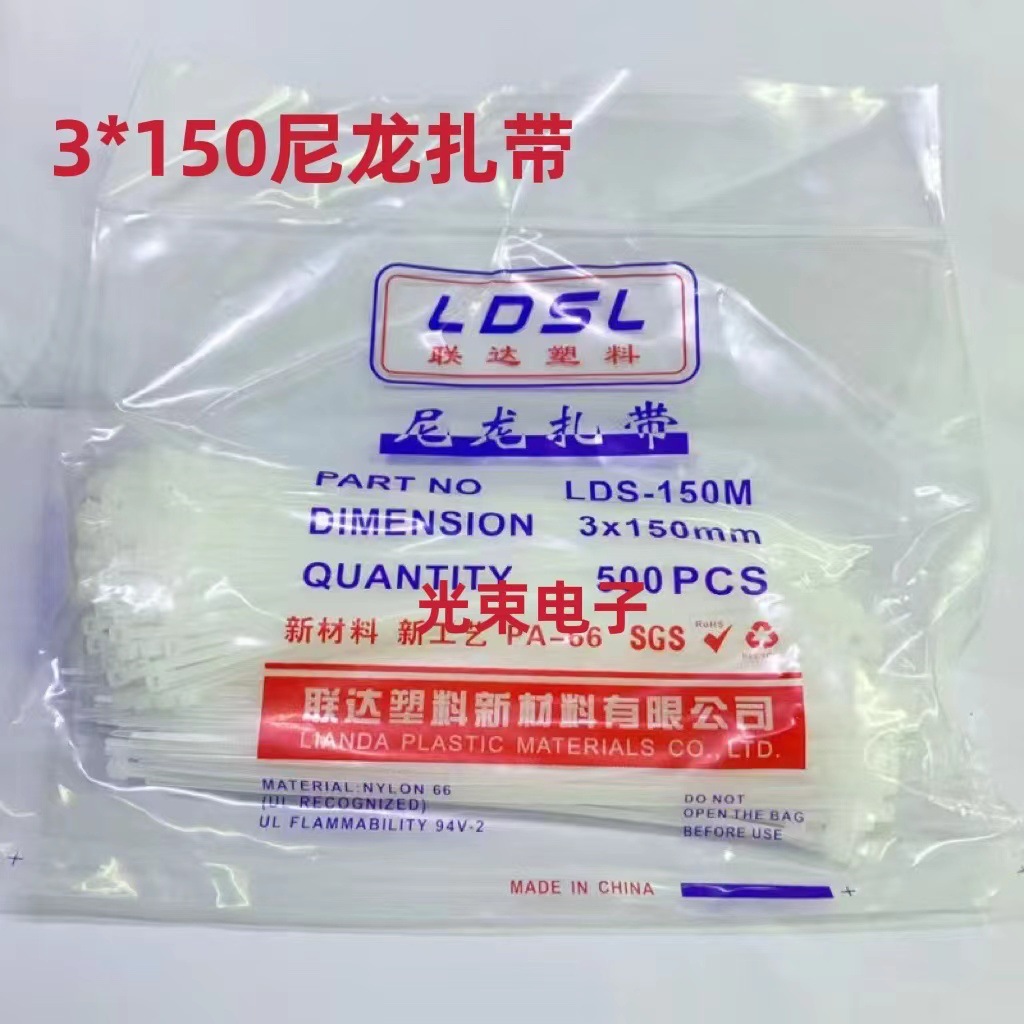 3*150尼龙扎带
LDSL
联达塑料
尼龙扎带
PART NO LDS-150M
DIMENSION 3x150mm
QUANTITY 500PCS
光束电子
新材料 新工艺 PA-66 SGS RoHS
联达塑料新材料有限公司
LIANDA PLASTIC MATERIALS CO., LTD.
MATERIAL:NYLON 66
(UL RECOGNIZED)
UL FLAMMABILITY 94V-2
DO NOT
OPEN THE BAG
BEFORE USE
MADE IN CHINA